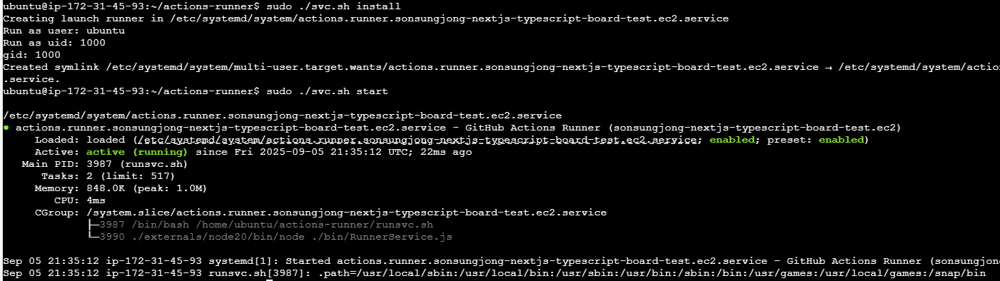 ubuntu@ip-172-31-45-93:~/actions-runner$ sudo ./svc.sh install
Creating launch runner in /etc/systemd/system/actions.runner.sonsungjong-nextjs-typescript-board-test.ec2.service
Run as user: ubuntu
Run as uid: 1000
gid: 1000
Created symlink /etc/systemd/system/multi-user.target.wants/actions.runner.sonsungjong-nextjs-typescript-board-test.ec2.service → /etc/systemd/system/actio
.service.
ubuntu@ip-172-31-45-93:~/actions-runner$ sudo ./svc.sh start
/etc/systemd/system/actions.runner.sonsungjong-nextjs-typescript-board-test.ec2.service
● actions.runner.sonsungjong-nextjs-typescript-board-test.ec2.service - GitHub Actions Runner (sonsungjong-nextjs-typescript-board-test.ec2)
Loaded: loaded (/etc/systemd/system/actions.runner.sonsungjong-nextjs-typescript-board-test.ec2.service; enabled; preset: enabled)
Active: active (running) since Fri 2025-09-05 21:35:12 UTC; 22ms ago
Main PID: 3987 (runsvc.sh)
Tasks: 2 (limit: 517)
Memory: 848.0K (peak: 1.0M)
CPU: 4ms
CGroup: /system.slice/actions.runner.sonsungjong-nextjs-typescript-board-test.ec2.service
├─3987 /bin/bash /home/ubuntu/actions-runner/runsvc.sh
└─3990 ./externals/node20/bin/node ./bin/RunnerService.js
Sep 05 21:35:12 ip-172-31-45-93 systemd[1]: Started actions.runner.sonsungjong-nextjs-typescript-board-test.ec2.service - GitHub Actions Runner (sonsungjong
Sep 05 21:35:12 ip-172-31-45-93 runsvc.sh[3987]: .path=/usr/local/sbin:/usr/local/bin:/usr/sbin:/usr/bin:/sbin:/bin:/usr/games:/usr/local/games:/snap/bin